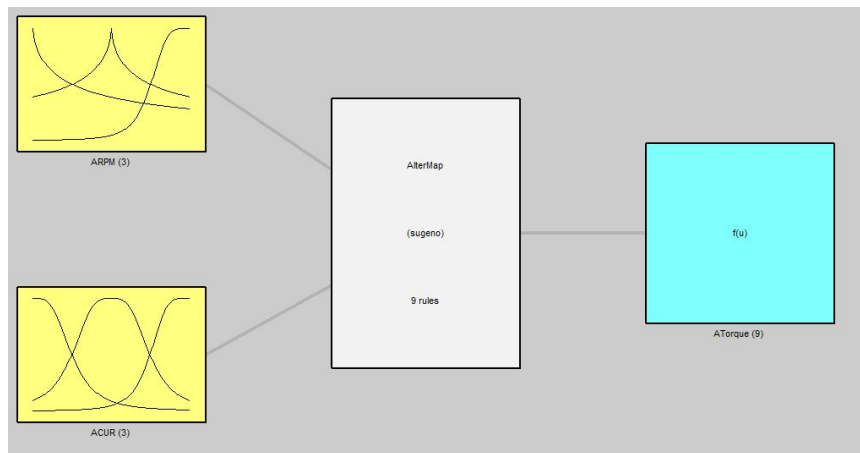 ARPM (3)
AlterMap
(sugeno)
9 rules
f(u)
ATorque (9)
ACUR (3)